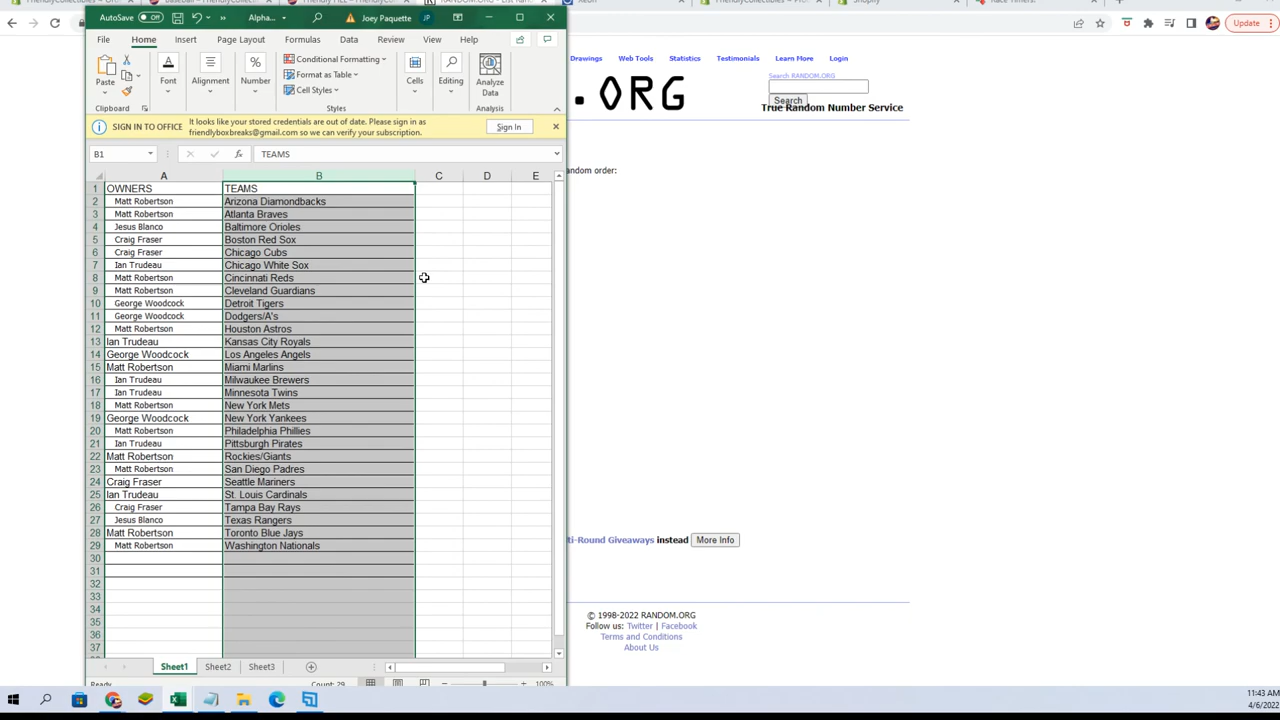 FriendlyCollectables
Shopify
AutoSave Off Alpha... Joey Paquette JP
Update
File Home Insert Page Layout Formulas Data Review View Help
Drawings Web Tools Statistics Testimonials Learn More Login
Search RANDOM.ORG
Search
.ORG
True Random Number Service
Paste Font Alignment Number Conditional Formatting Format as Table Cell Styles Cells Editing Analyze Data
Clipboard Styles Analysis
SIGN IN TO OFFICE It looks like your stored credentials are out of date. Please sign in as friendlyboxbreaks@gmail.com so we can verify your subscription. Sign In
B1 fx TEAMS
andom order:
A B C D E
1 OWNERS TEAMS
2 Matt Robertson Arizona Diamondbacks
3 Matt Robertson Atlanta Braves
4 Jesus Blanco Baltimore Orioles
5 Craig Fraser Boston Red Sox
6 Craig Fraser Chicago Cubs
7 Ian Trudeau Chicago White Sox
8 Matt Robertson Cincinnati Reds
9 Matt Robertson Cleveland Guardians
10 George Woodcock Detroit Tigers
11 George Woodcock Dodgers/A's
12 Matt Robertson Houston Astros
13 Ian Trudeau Kansas City Royals
14 George Woodcock Los Angeles Angels
15 Matt Robertson Miami Marlins
16 Ian Trudeau Milwaukee Brewers
17 Ian Trudeau Minnesota Twins
18 Matt Robertson New York Mets
19 George Woodcock New York Yankees
20 Matt Robertson Philadelphia Phillies
21 Ian Trudeau Pittsburgh Pirates
22 Matt Robertson Rockies/Giants
23 Matt Robertson San Diego Padres
24 Craig Fraser Seattle Mariners
25 Ian Trudeau St. Louis Cardinals
26 Craig Fraser Tampa Bay Rays
27 Jesus Blanco Texas Rangers
28 Matt Robertson Toronto Blue Jays
29 Matt Robertson Washington Nationals
30
31
32
33
34
35
36
37
lti-Round Giveaways instead More Info
© 1998-2022 RANDOM.ORG
Follow us: Twitter | Facebook
Terms and Conditions
About Us
Sheet1 Sheet2 Sheet3
Ready Count: 29 100%
11:43 AM
4/6/2022